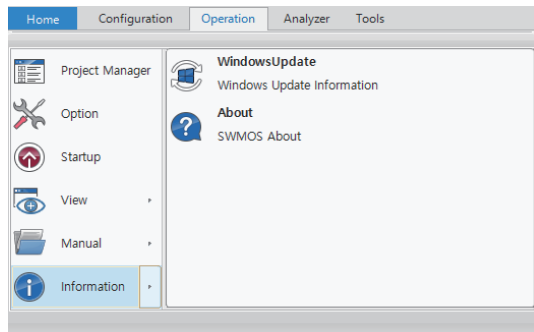 Home Configuration Operation Analyzer Tools
Project Manager
Option
Startup
View
Manual
Information
WindowsUpdate
Windows Update Information
About
SWMOS About